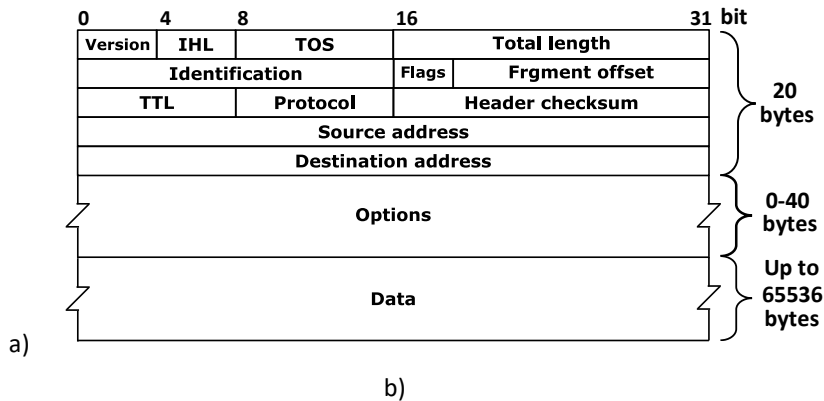 0 4 8 16 31 bit
Version IHL TOS Total length
Identification Flags Frgment offset
TTL Protocol Header checksum
20
bytes
Source address
Destination address
Options
0-40
bytes
Data
Up to
65536
bytes
a)
b)